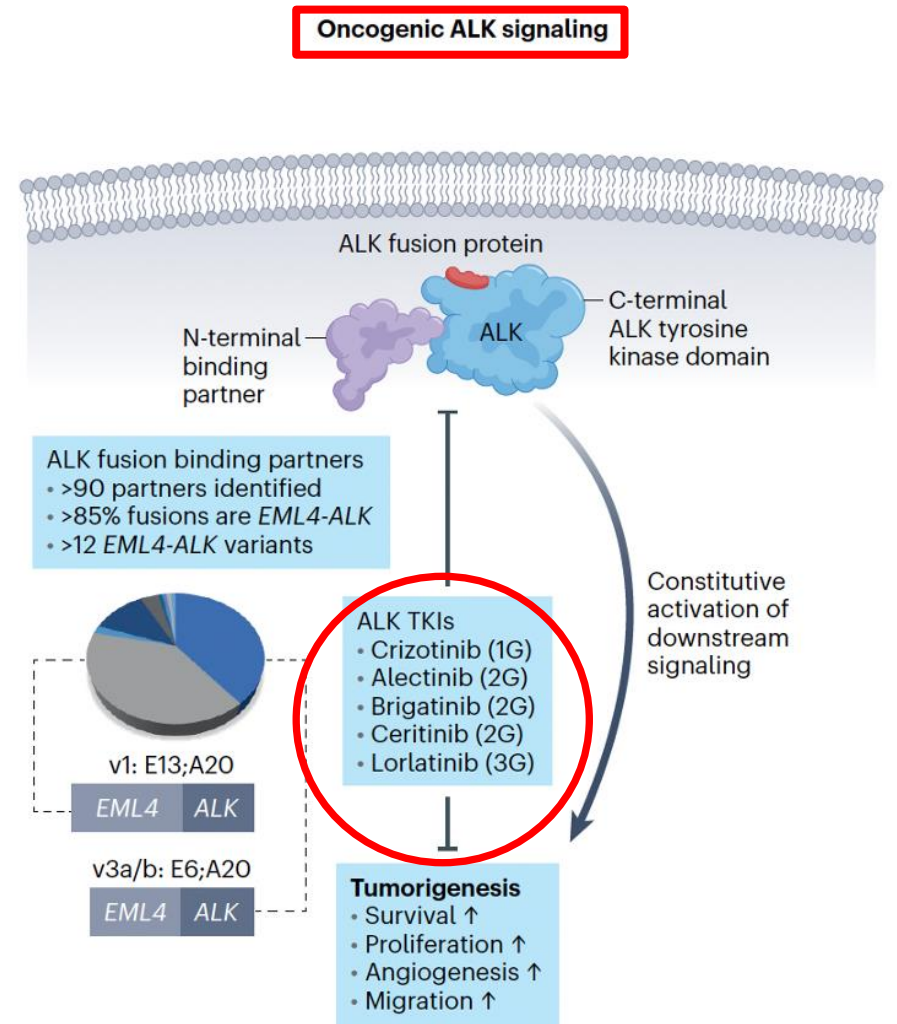 Oncogenic ALK signaling
ALK fusion protein
N-terminal
binding
partner
ALK
C-terminal
ALK tyrosine
kinase domain
ALK fusion binding partners
• >90 partners identified
• >85% fusions are EML4-ALK
• >12 EML4-ALK variants
ALK TKIs
• Crizotinib (1G)
• Alectinib (2G)
• Brigatinib (2G)
• Ceritinib (2G)
• Lorlatinib (3G)
Constitutive
activation of
downstream
signaling
v1: E13;A20
EML4 ALK
v3a/b: E6;A20
EML4 ALK
Tumorigenesis
• Survival ↑
• Proliferation ↑
• Angiogenesis ↑
• Migration ↑